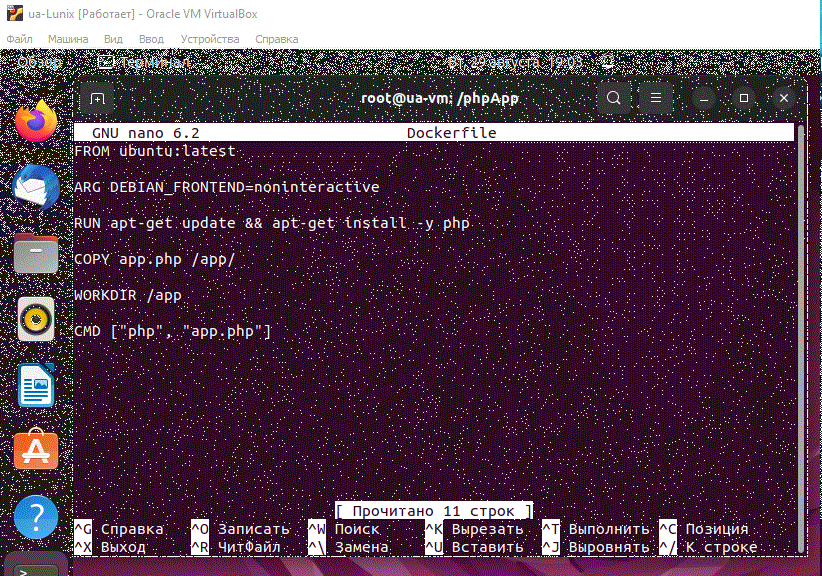 ua-Lunix [Работает] - Oracle VM VirtualBox
Файл Машина Вид Ввод Устройства Справка
Обзор Терминал Вт, 29 августа 19:03
root@ua-vm: /phpApp
GNU nano 6.2 Dockerfile
FROM ubuntu:latest
ARG DEBIAN_FRONTEND=noninteractive
RUN apt-get update && apt-get install -y php
COPY app.php /app/
WORKDIR /app
CMD ["php", "app.php"]
[ Прочитано 11 строк ]
^G Справка ^O Записать ^W Поиск ^K Вырезать ^T Выполнить ^C Позиция
^X Выход ^R ЧитФайл ^\ Замена ^U Вставить ^J Выровнять ^/ К строке